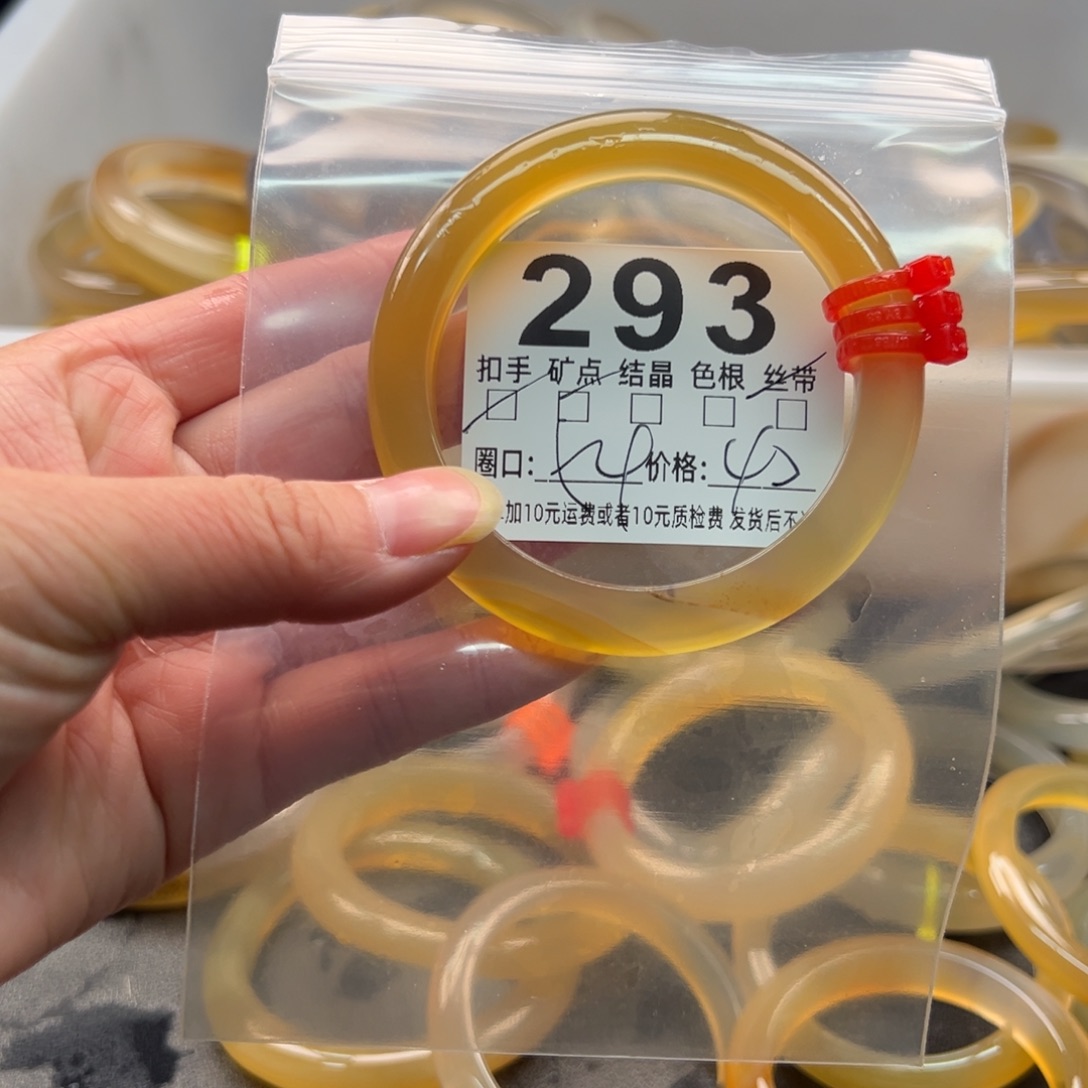 293
扣手 矿点 结晶 色根 丝带
圈口: 价格:
加10元运费或者10元质检费 发货后不